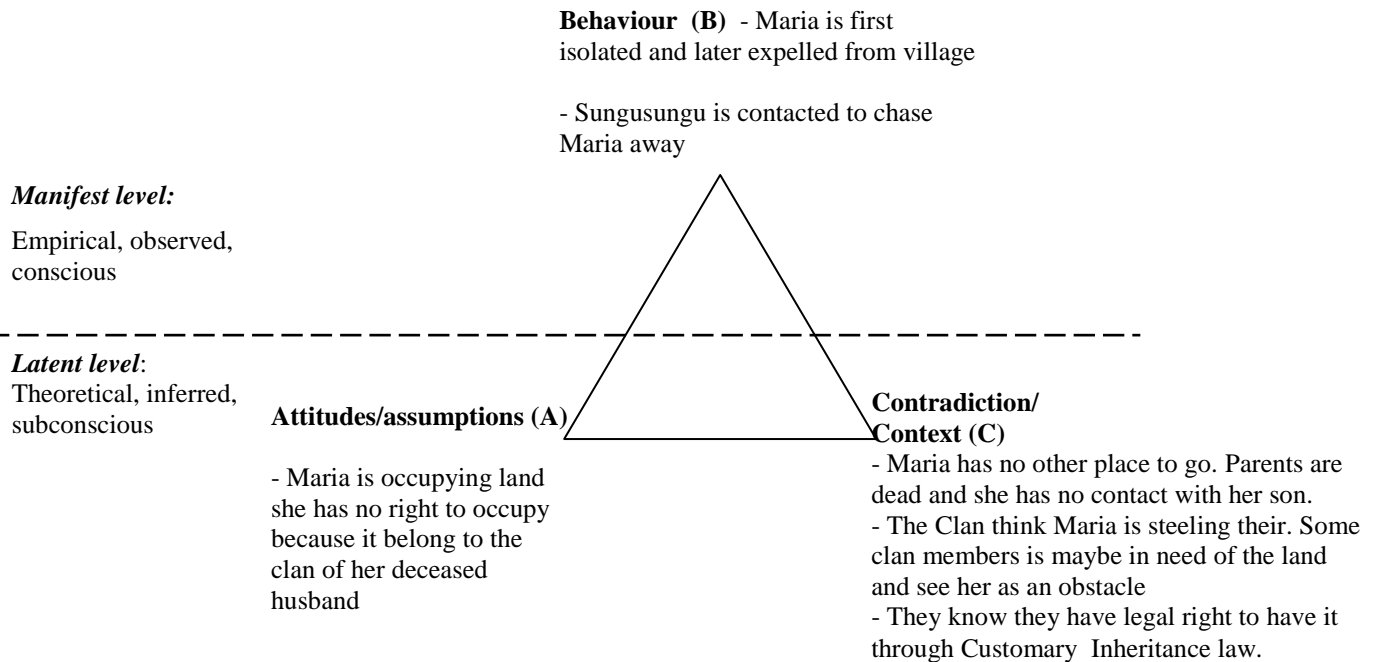 Behaviour (B) - Maria is first
isolated and later expelled from village
- Sungusungu is contacted to chase
Maria away
Manifest level:
Empirical, observed,
conscious
Latent level:
Theoretical, inferred,
subconscious
Attitudes/assumptions (A)
- Maria is occupying land
she has no right to occupy
because it belong to the
clan of her deceased
husband
Contradiction/
Context (C)
- Maria has no other place to go. Parents are
dead and she has no contact with her son.
- The Clan think Maria is steeling their. Some
clan members is maybe in need of the land
and see her as an obstacle
- They know they have legal right to have it
through Customary Inheritance law.